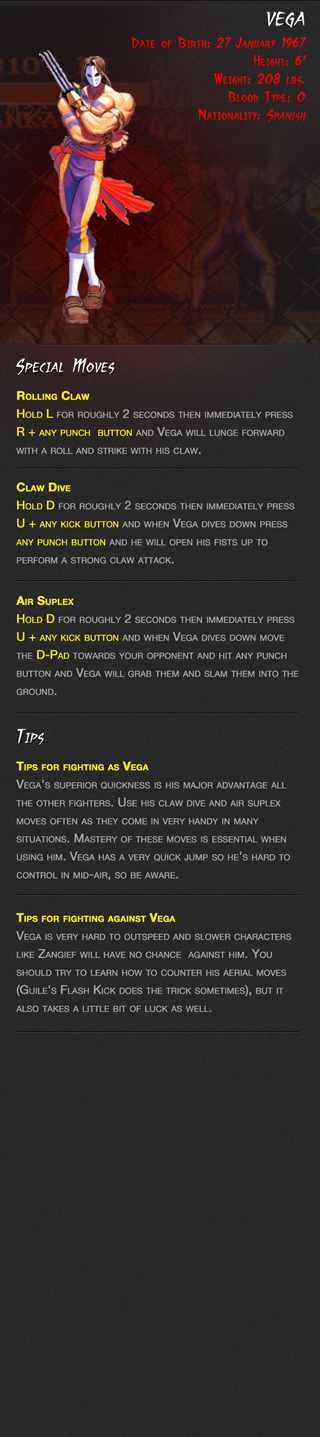 VEGA
Date of Birth: 27 January 1967
Height: 6'
Weight: 208 lbs.
Blood Type: O
Nationality: Spanish
Special Moves
Rolling Claw
Hold L for roughly 2 seconds then immediately press
R + any punch button and Vega will lunge forward
with a roll and strike with his claw.
Claw Dive
Hold D for roughly 2 seconds then immediately press
U + any kick button and when Vega dives down press
any punch button and he will open his fists up to
perform a strong claw attack.
Air Suplex
Hold D for roughly 2 seconds then immediately press
U + any kick button and when Vega dives down move
the D-Pad towards your opponent and hit any punch
button and Vega will grab them and slam them into the
ground.
Tips
Tips for fighting as Vega
Vega's superior quickness is his major advantage all
the other fighters. Use his claw dive and air suplex
moves often as they come in very handy in many
situations. Mastery of these moves is essential when
using him. Vega has a very quick jump so he's hard to
control in mid-air, so be aware.
Tips for fighting against Vega
Vega is very hard to outspeed and slower characters
like Zangief will have no chance against him. You
should try to learn how to counter his aerial moves
(Guile's Flash Kick does the trick sometimes), but it
also takes a little bit of luck as well.